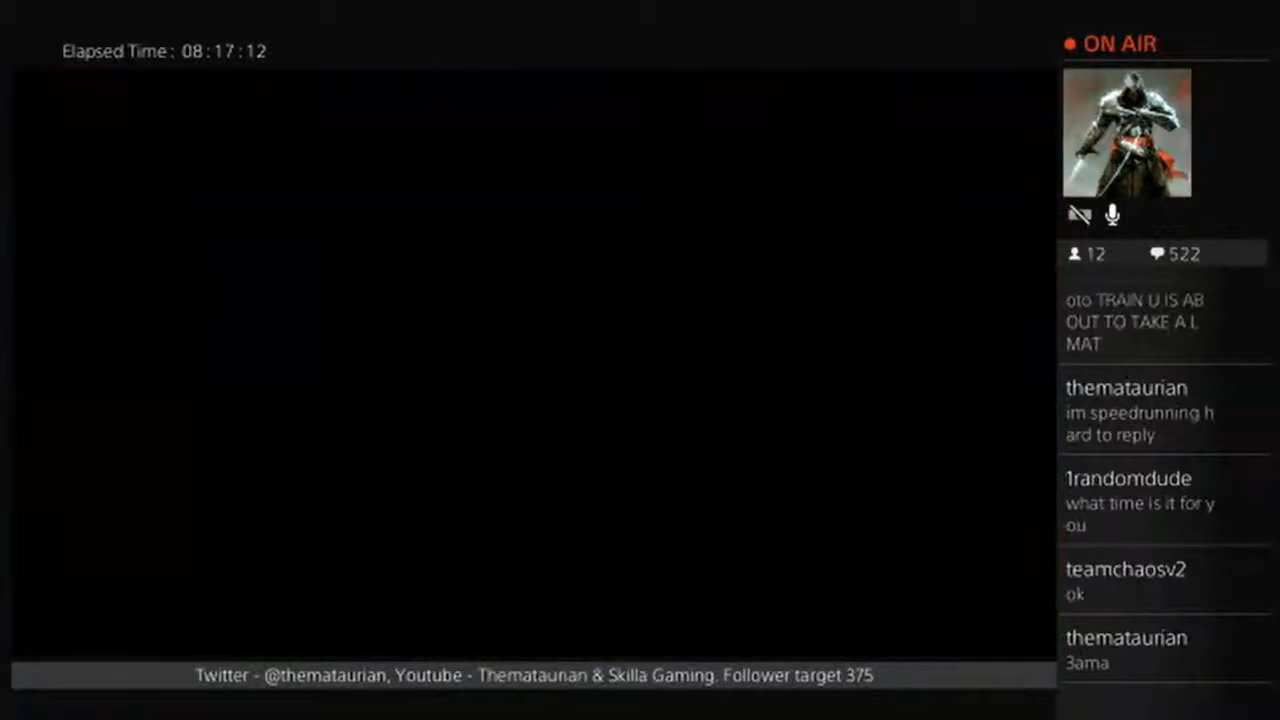 Elapsed Time: 08:17:12
ON AIR
12 522
oto TRAIN U IS AB
OUT TO TAKE A L
MAT
themataurian
im speedrunning h
ard to reply
1randomdude
what time is it for y
ou
teamchaosv2
ok
themataurian
3ama
Twitter - @themataurian, Youtube - Themataurian & Skilla Gaming. Follower target 375